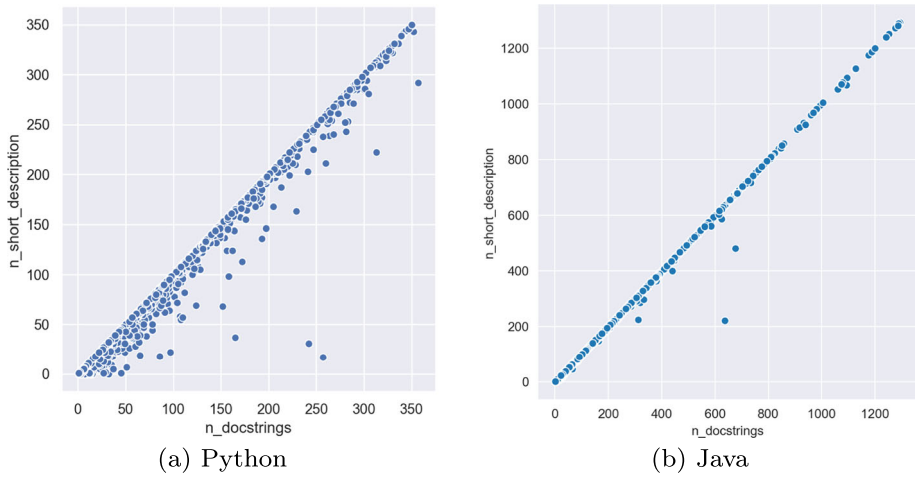 350
300
250
200
150
100
50
0
n_short_description
0 50 100 150 200 250 300 350
n_docstrings
(a) Python
1200
1000
800
600
400
200
0
n_short_description
0 200 400 600 800 1000 1200
n_docstrings
(b) Java